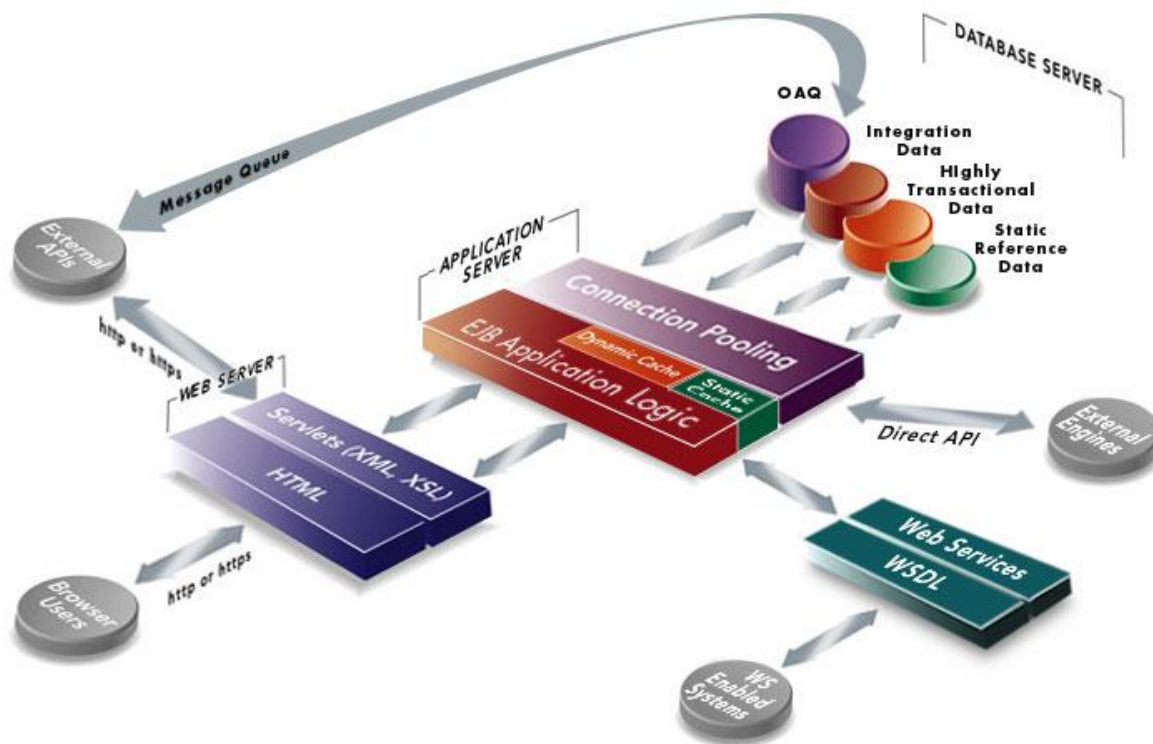 DATABASE SERVER
OAQ
Integration
Data
HIghly
Transactional
Data
Static
Reference
Data
Message Queue
External
APIs
APPLICATION
SERVER
Connection Pooling
Dynamic Cache
Static
Cache
EJB Application Logic
http or https
WEB SERVER
Servlets (XML, XSL)
HTML
Direct API
External
Engines
Web Services
WSDL
http or https
Browser
Users
WS
Enabled
Systems